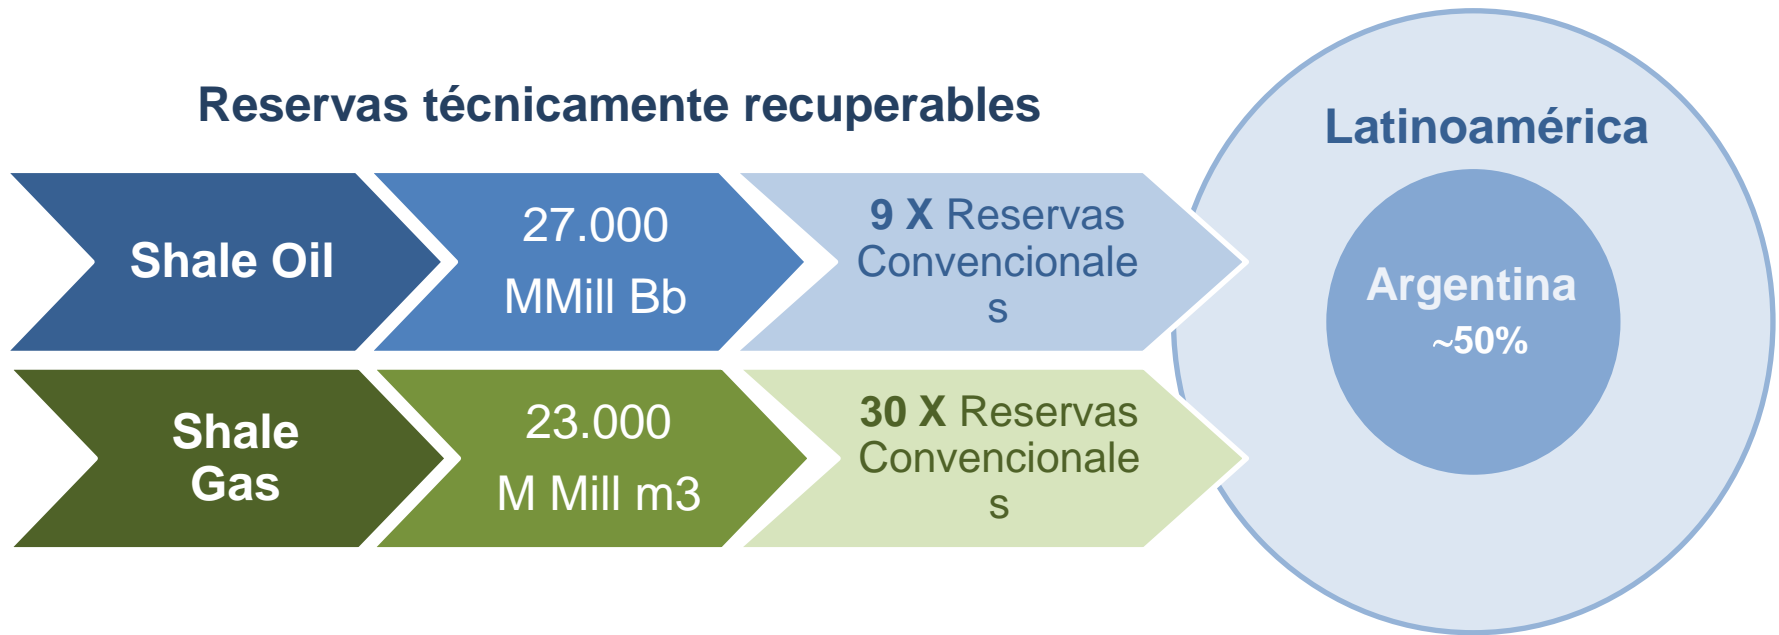 Reservas técnicamente recuperables
Shale Oil
27.000
MMill Bb
9 X Reservas
Convencionale
s
Shale
Gas
23.000
M Mill m3
30 X Reservas
Convencionale
s
Latinoamérica
Argentina
~50%